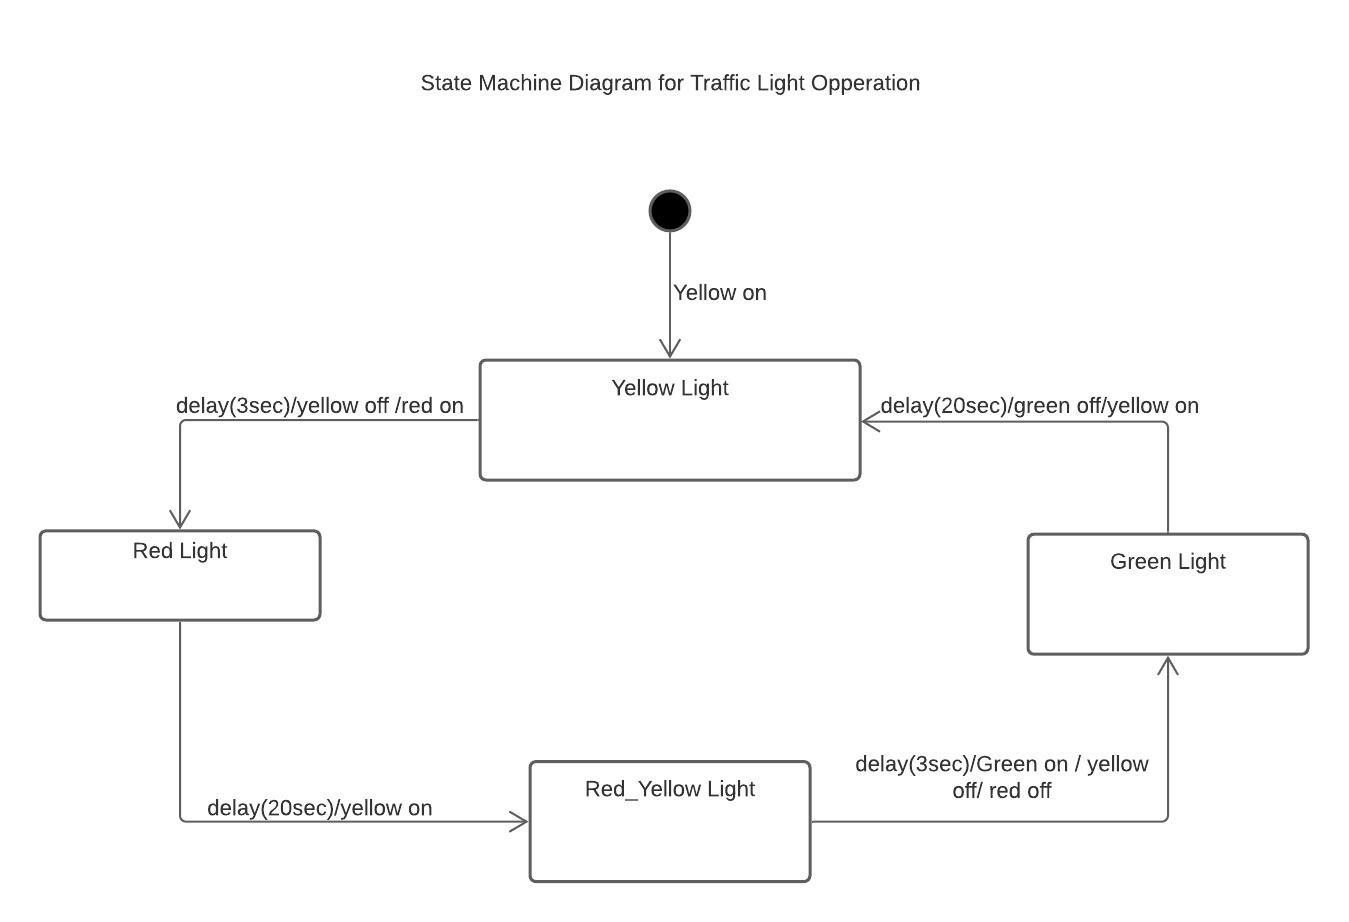 State Machine Diagram for Traffic Light Opperation
Yellow on
Yellow Light
delay(3sec)/yellow off /red on
delay(20sec)/green off/yellow on
Red Light
Green Light
delay(3sec)/Green on / yellow
off/ red off
Red_Yellow Light
delay(20sec)/yellow on